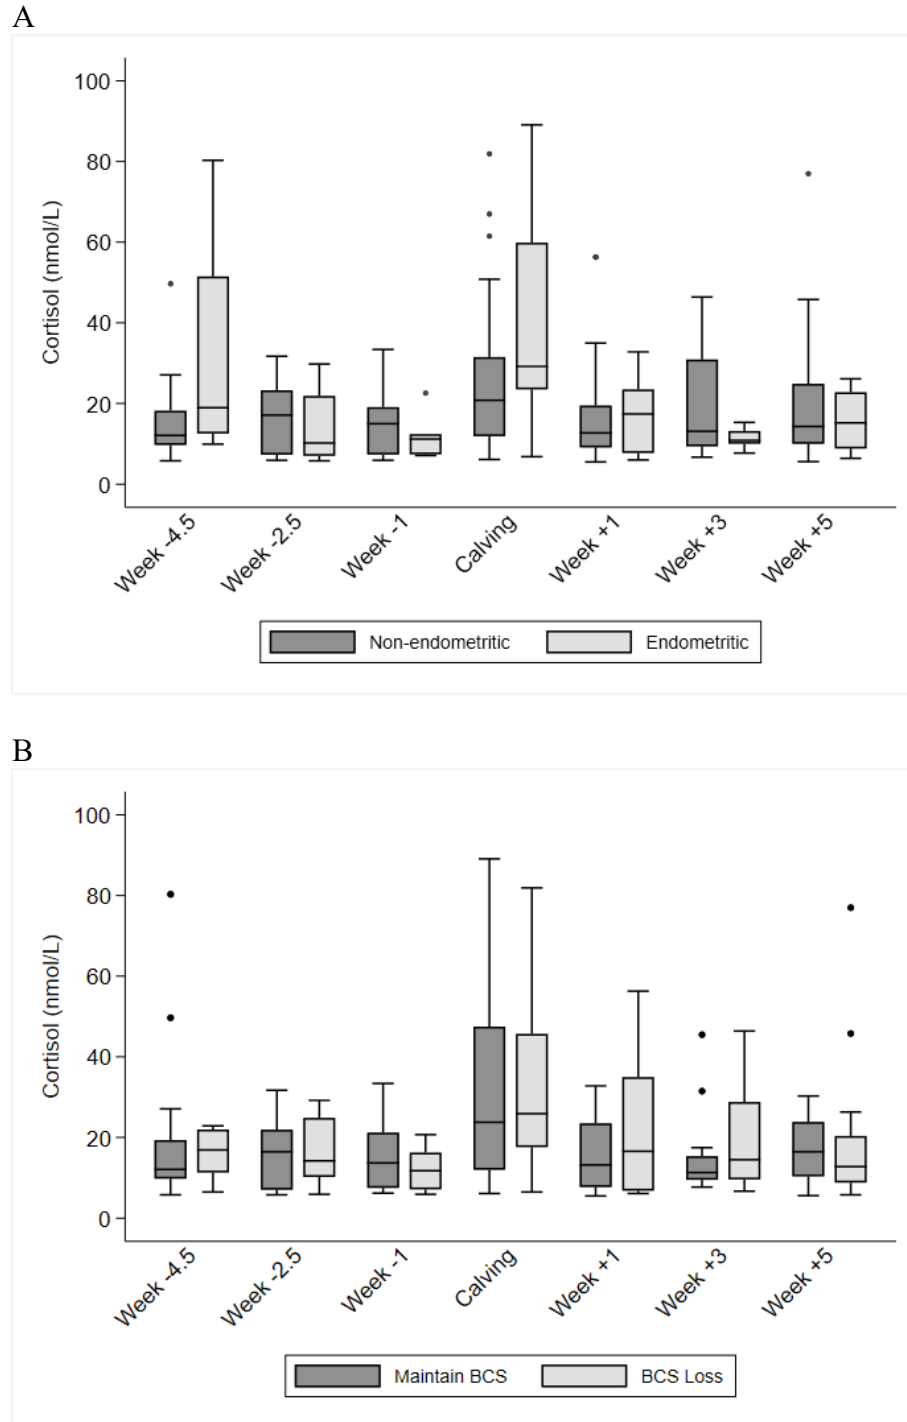 A
100
80
60
40
20
0
Cortisol (nmol/L)
Week -4.5
Week -2.5
Week -1
Calving
Week +1
Week +3
Week +5
Non-endometritic
Endometritic
B
100
80
60
40
20
0
Cortisol (nmol/L)
Week -4.5
Week -2.5
Week -1
Calving
Week +1
Week +3
Week +5
Maintain BCS
BCS Loss